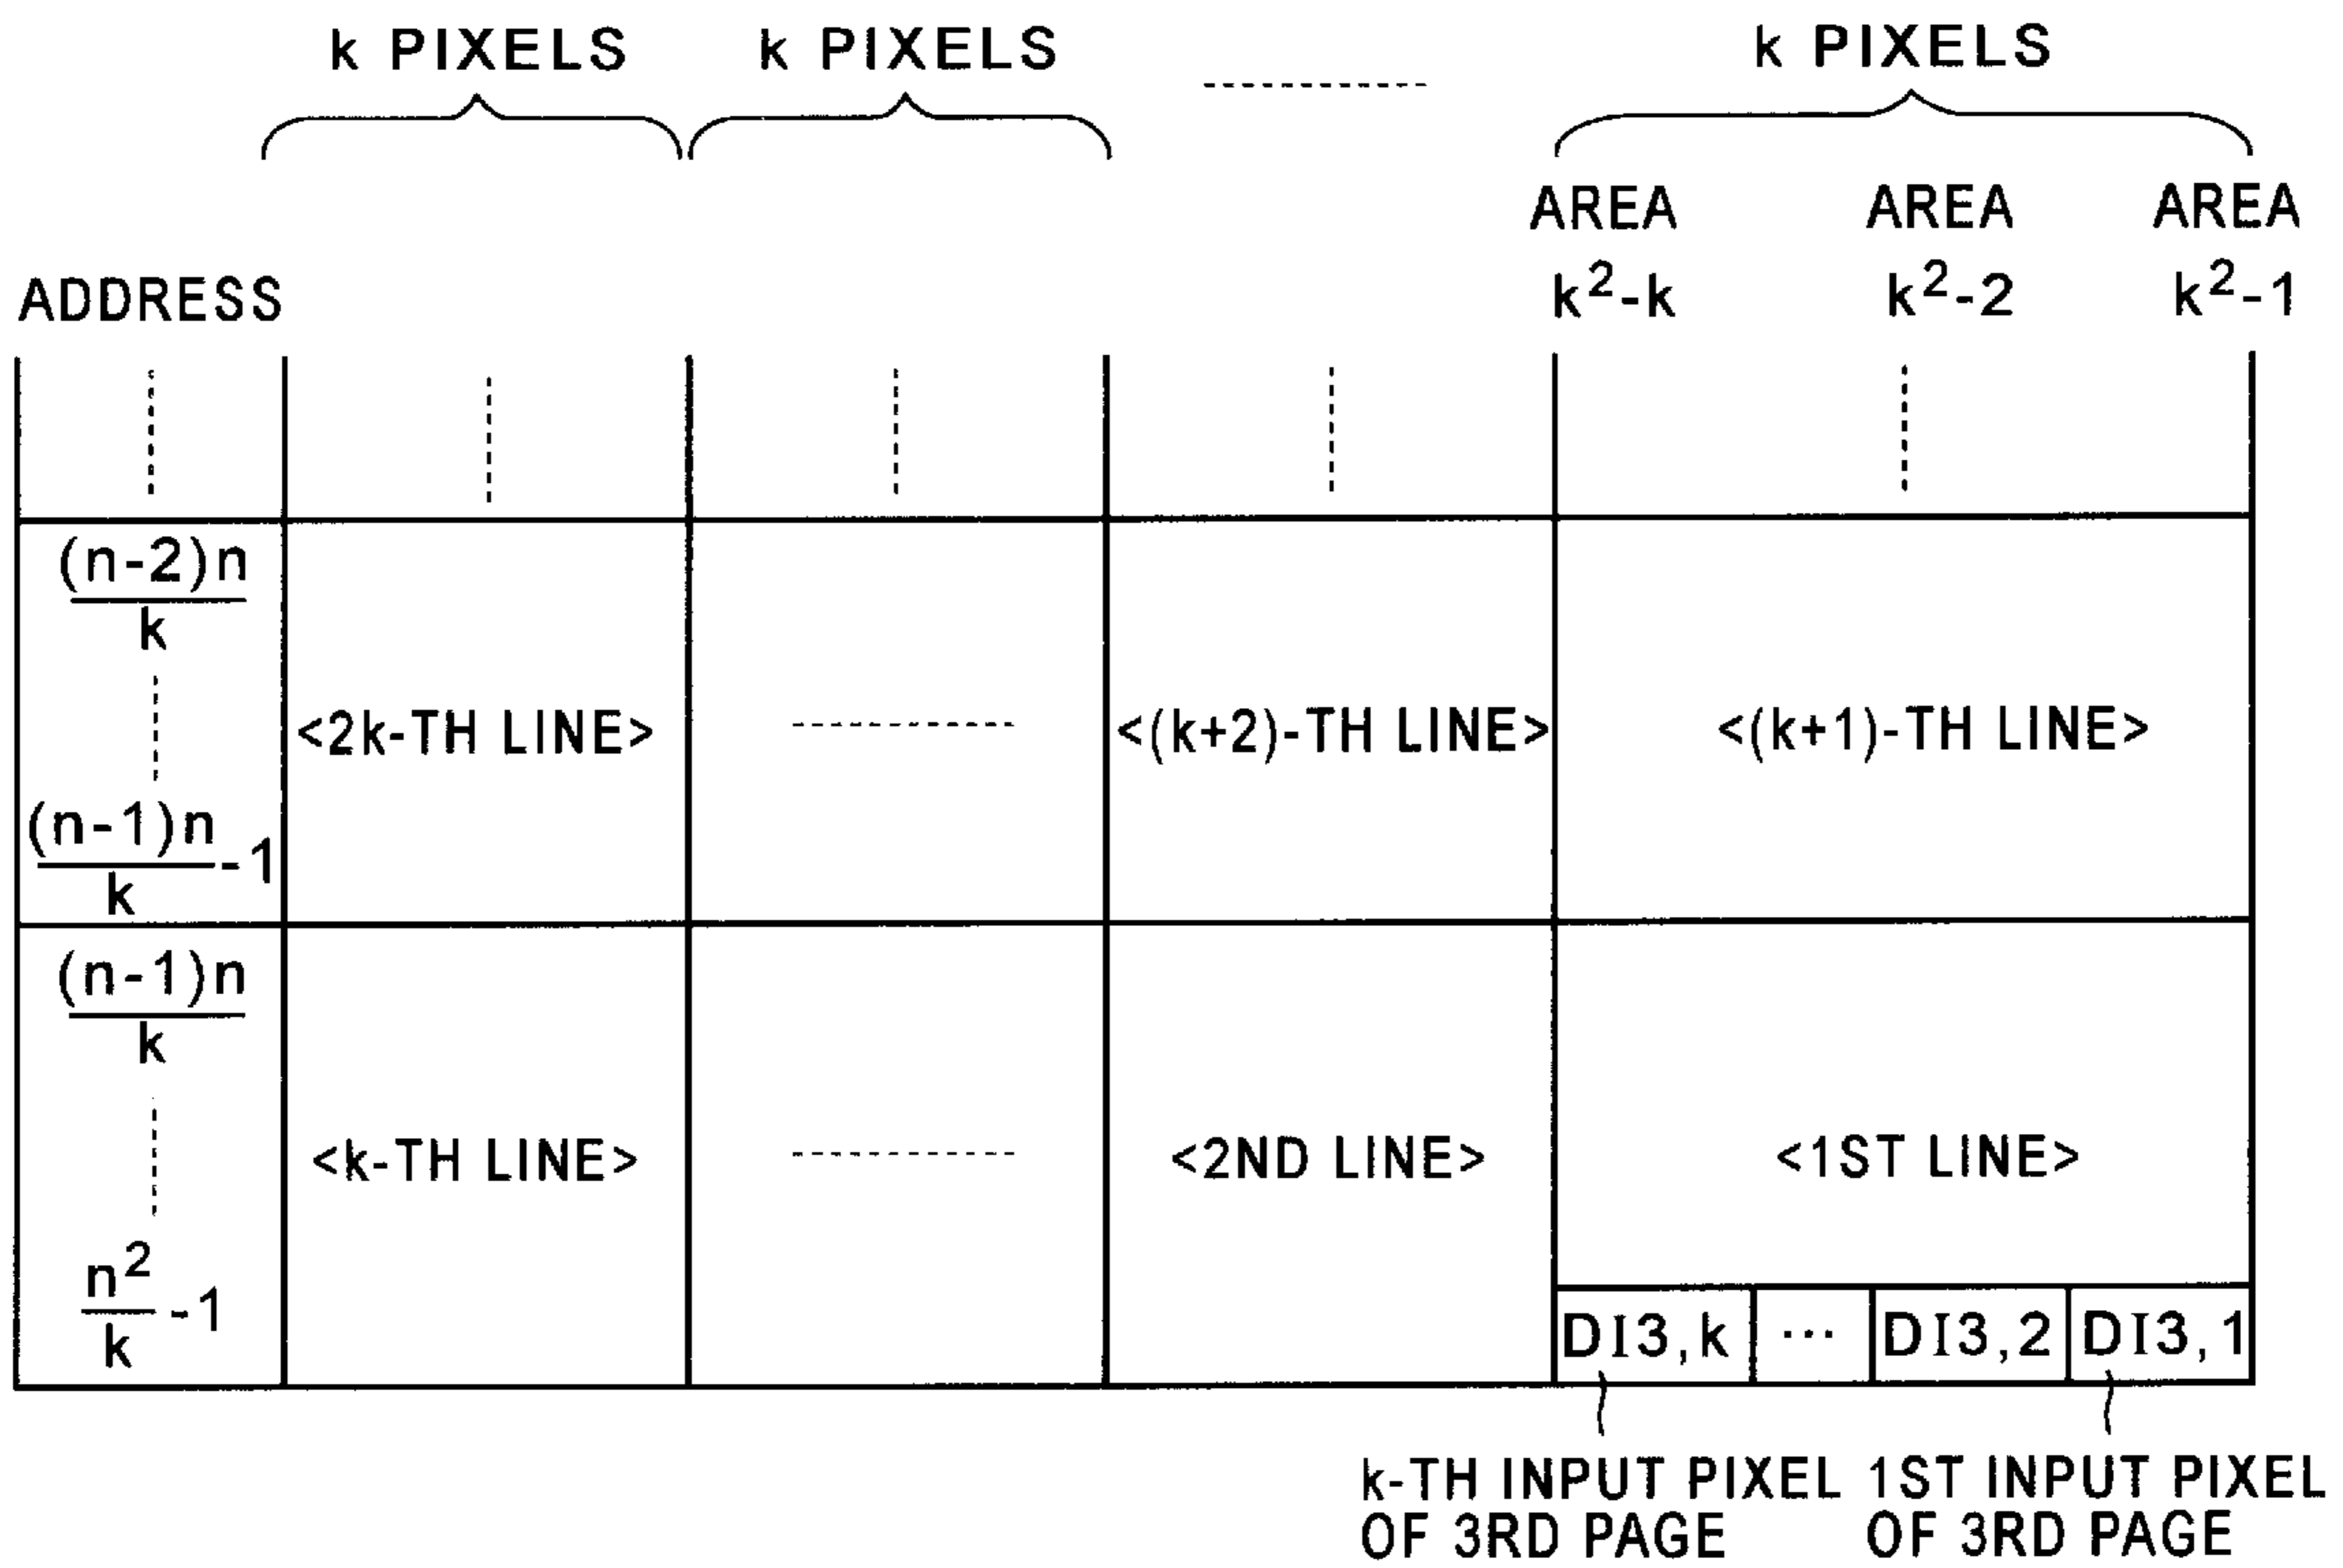 k PIXELS k PIXELS k PIXELS
AREA AREA AREA
k²-k k²-2 k²-1
ADDRESS
(n-2)n
k
<2k-TH LINE> <(k+2)-TH LINE> <(k+1)-TH LINE>
(n-1)n
k -1
(n-1)n
k
<k-TH LINE> <2ND LINE> <1ST LINE>
n²
k -1
DI3,k ... DI3,2 DI3,1
k-TH INPUT PIXEL 1ST INPUT PIXEL
OF 3RD PAGE OF 3RD PAGE